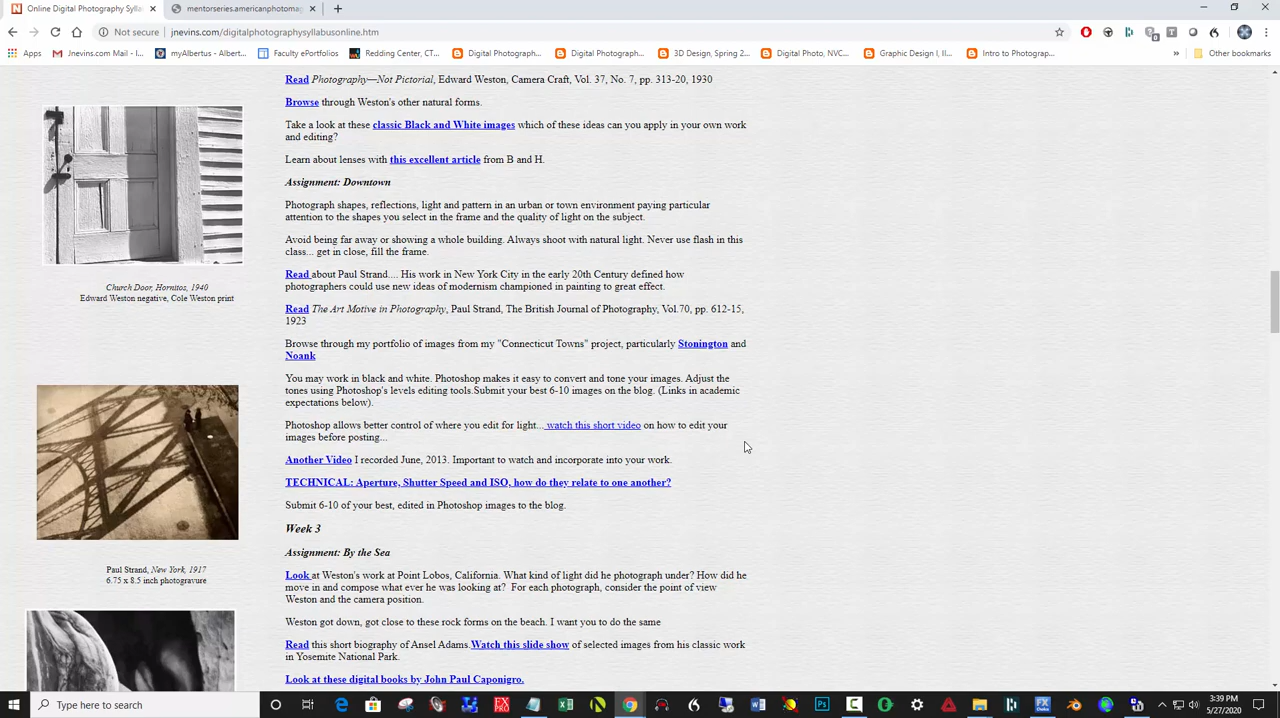 Online Digital Photography Sylla
mentorseries.americanphotomag
Not secure
jnevins.com/digitalphotographysyllabusonline.htm
Apps
Jnevins.com Mail - I...
myAlbertus - Albert...
Faculty ePortfolios
Redding Center, CT...
Digital Photograph...
Digital Photograph...
3D Design, Spring 2...
Digital Photo, NVC...
Graphic Design I, Il...
Intro to Photograp...
»
Other bookmarks
Read Photography—Not Pictorial, Edward Weston, Camera Craft, Vol. 37, No. 7, pp. 313-20, 1930
Browse through Weston's other natural forms.
Take a look at these classic Black and White images which of these ideas can you apply in your own work
and editing?
Learn about lenses with this excellent article from B and H.
Assignment: Downtown
Photograph shapes, reflections, light and pattern in an urban or town environment paying particular
attention to the shapes you select in the frame and the quality of light on the subject.
Avoid being far away or showing a whole building. Always shoot with natural light. Never use flash in this
class... get in close, fill the frame.
Read about Paul Strand.... His work in New York City in the early 20th Century defined how
photographers could use new ideas of modernism championed in painting to great effect.
Read The Art Motive in Photography, Paul Strand, The British Journal of Photography, Vol.70, pp. 612-15,
1923
Browse through my portfolio of images from my "Connecticut Towns" project, particularly Stonington and
Noank
You may work in black and white. Photoshop makes it easy to convert and tone your images. Adjust the
tones using Photoshop's levels editing tools.Submit your best 6-10 images on the blog. (Links in academic
expectations below).
Photoshop allows better control of where you edit for light... watch this short video on how to edit your
images before posting...
Another Video I recorded June, 2013. Important to watch and incorporate into your work.
TECHNICAL: Aperture, Shutter Speed and ISO, how do they relate to one another?
Submit 6-10 of your best, edited in Photoshop images to the blog.
Week 3
Assignment: By the Sea
Look at Weston's work at Point Lobos, California. What kind of light did he photograph under? How did he
move in and compose what ever he was looking at? For each photograph, consider the point of view
Weston and the camera position.
Weston got down, got close to these rock forms on the beach. I want you to do the same
Read this short biography of Ansel Adams.Watch this slide show of selected images from his classic work
in Yosemite National Park.
Look at these digital books by John Paul Caponigro.
Church Door, Hornitos, 1940
Edward Weston negative, Cole Weston print
Paul Strand, New York, 1917
6.75 x 8.5 inch photogravure
Type here to search
3:39 PM
5/27/2020